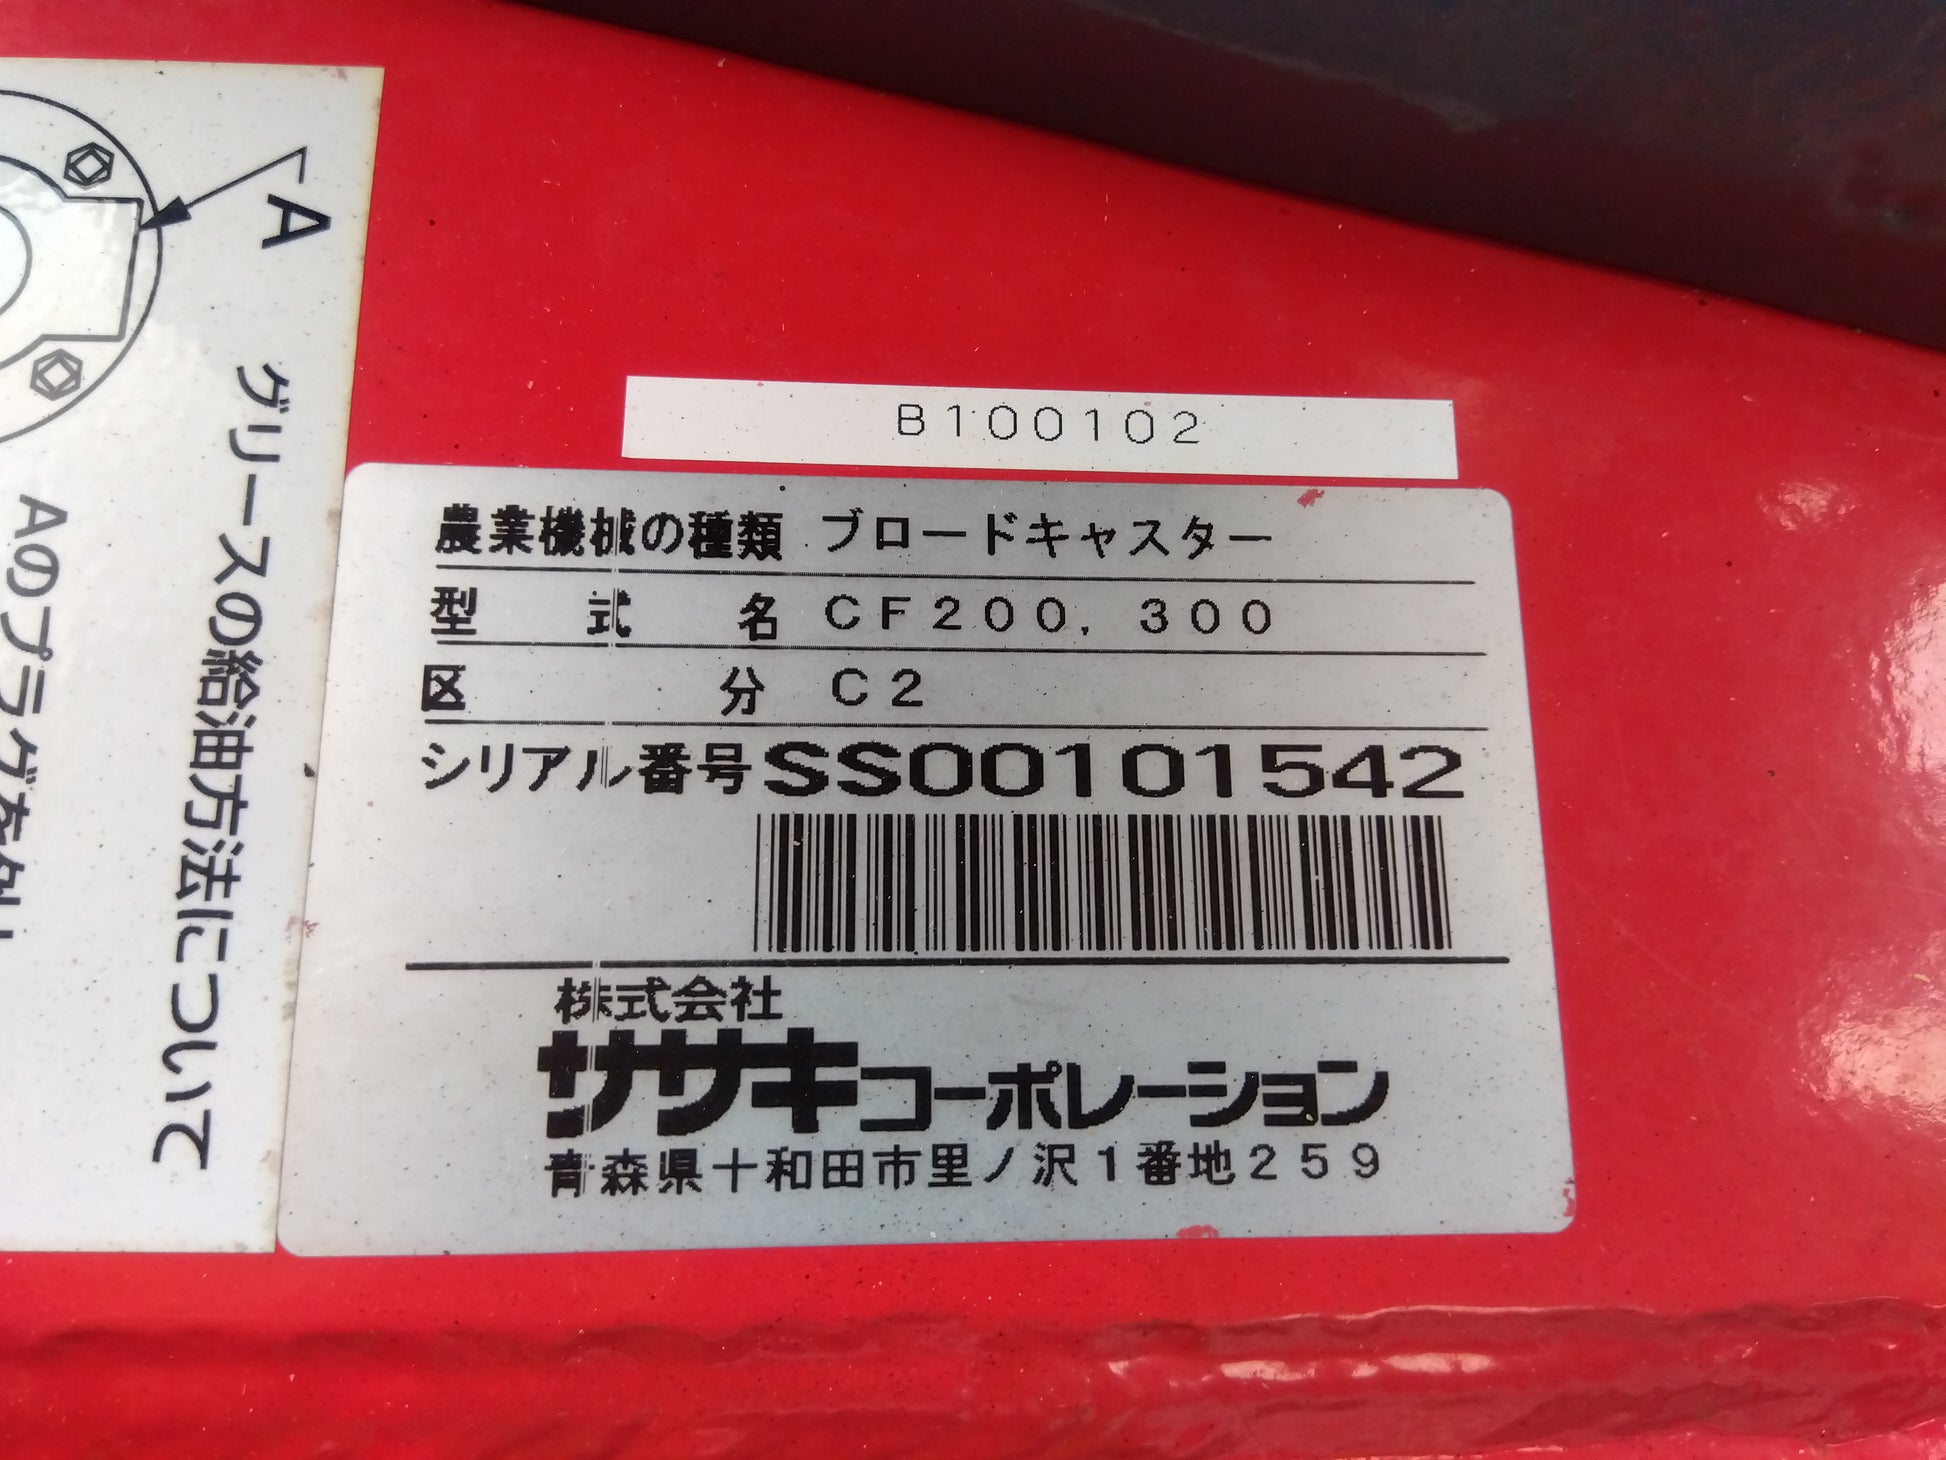 A
グリースの給油方法について
Aのプラグを外し
B100102
農業機械の種類 ブロードキャスター
型式名 CF200, 300
区分 C2
シリアル番号 SS00101542
株式会社
ササキコーポレーション
青森県十和田市里ノ沢1番地259